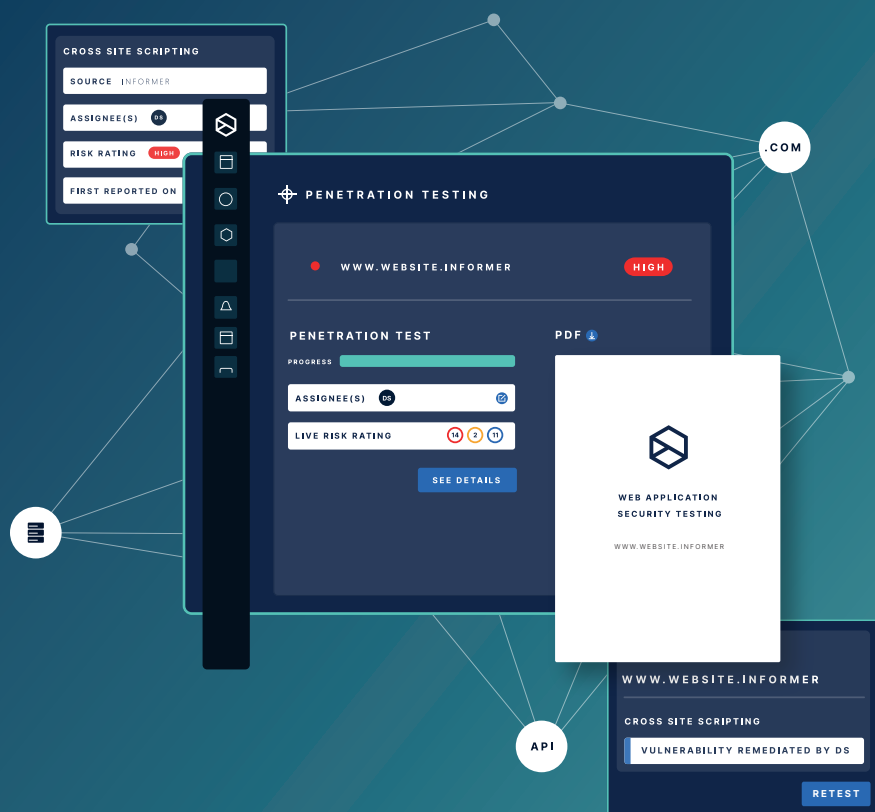 CROSS SITE SCRIPTING
SOURCE INFORMER
ASSIGNEE(S) DS
RISK RATING HIGH
FIRST REPORTED ON
.COM
PENETRATION TESTING
WWW.WEBSITE.INFORMER HIGH
PENETRATION TEST
PROGRESS
ASSIGNEE(S) DS
LIVE RISK RATING 14 2 11
SEE DETAILS
PDF
WEB APPLICATION
SECURITY TESTING
WWW.WEBSITE.INFORMER
API
WWW.WEBSITE.INFORMER
CROSS SITE SCRIPTING
VULNERABILITY REMEDIATED BY DS
RETEST